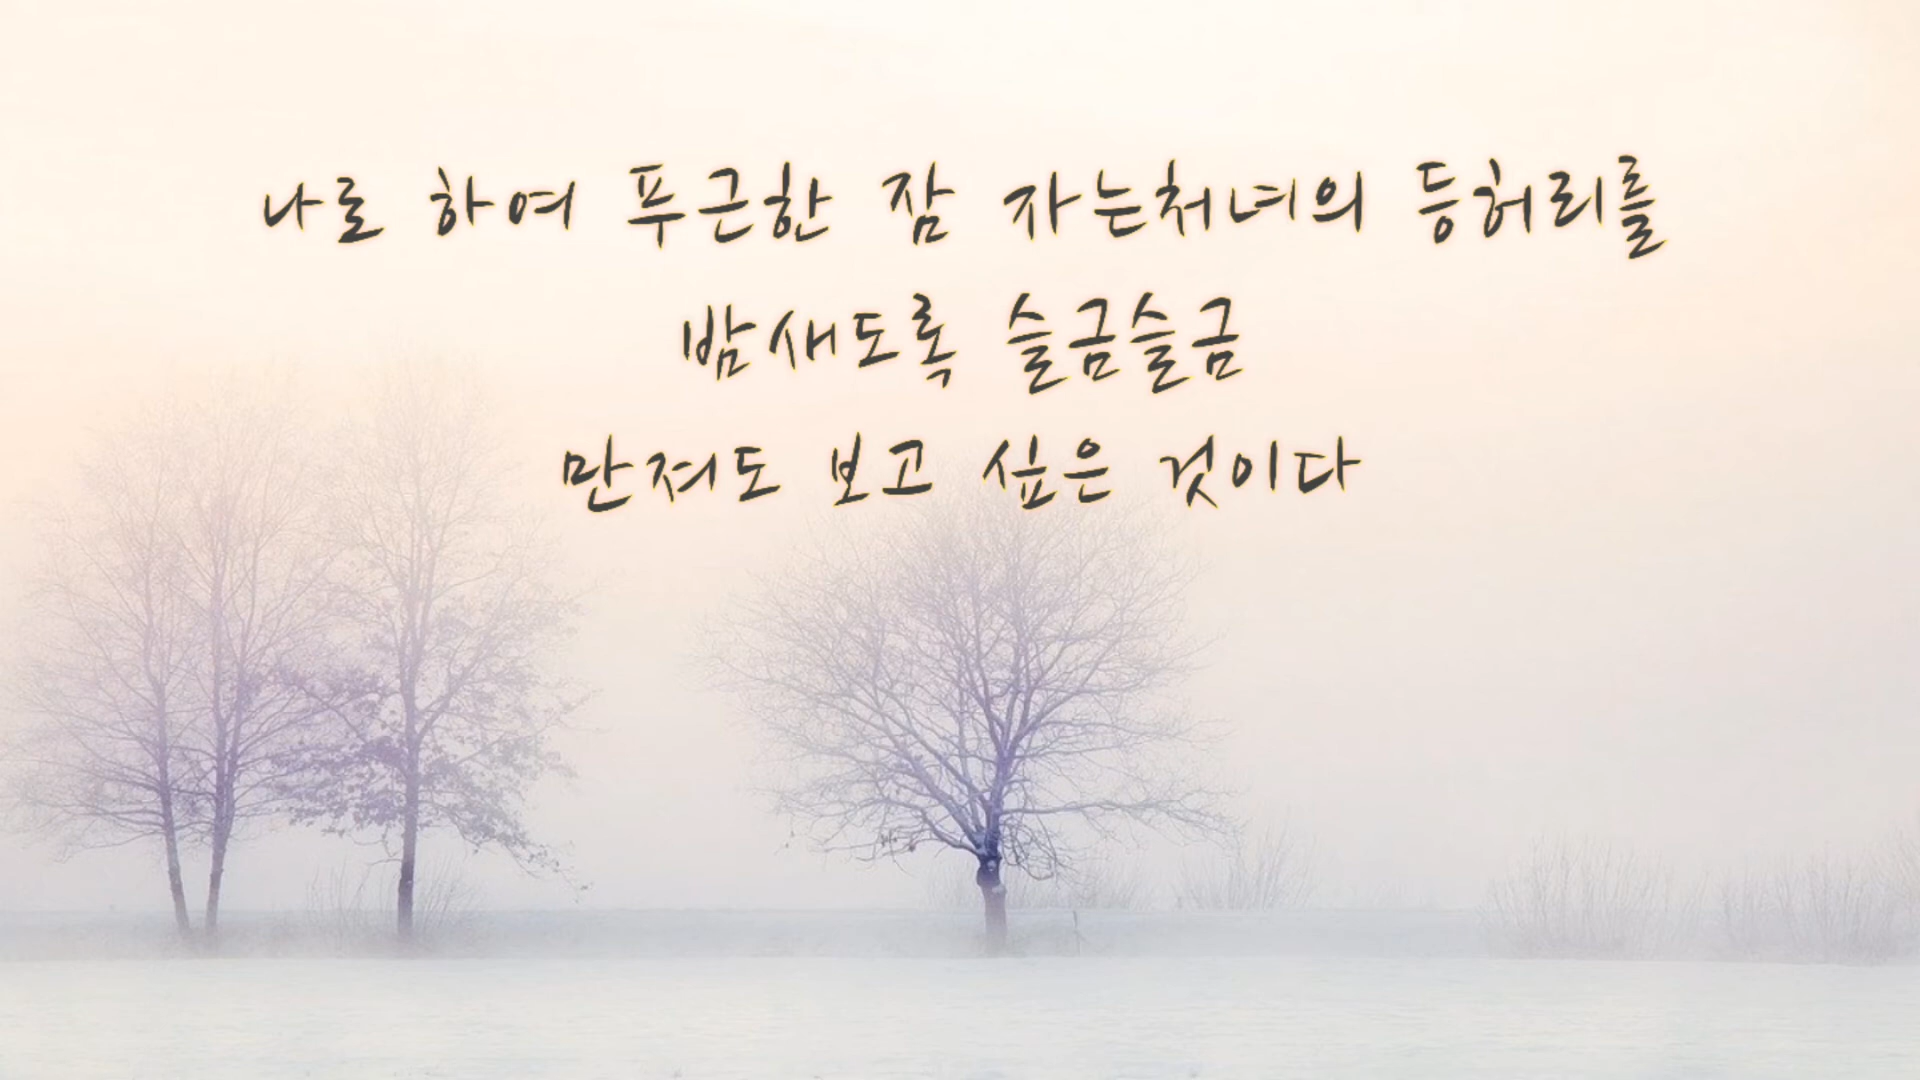 나로 하여 푸근한 잠 자는처녀의 등허리를
밤새도록 슬금슬금
만져도 보고 싶은 것이다